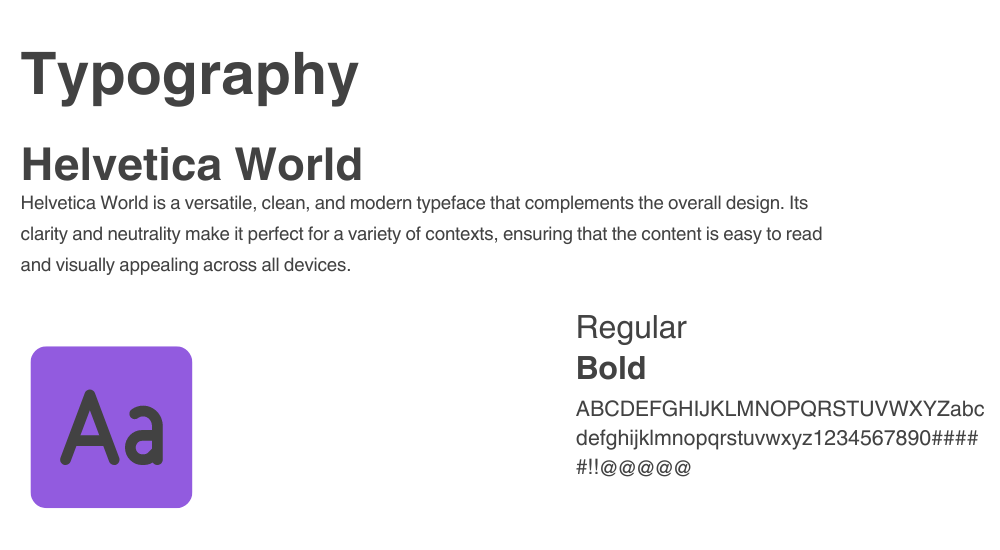 Typography
Helvetica World
Helvetica World is a versatile, clean, and modern typeface that complements the overall design. Its
clarity and neutrality make it perfect for a variety of contexts, ensuring that the content is easy to read
and visually appealing across all devices.
Regular
Bold
Aa
ABCDEFGHIJKLMNOPQRSTUVWXYZabc
defghijklmnopqrstuvwxyz1234567890####
#!!@@@@@